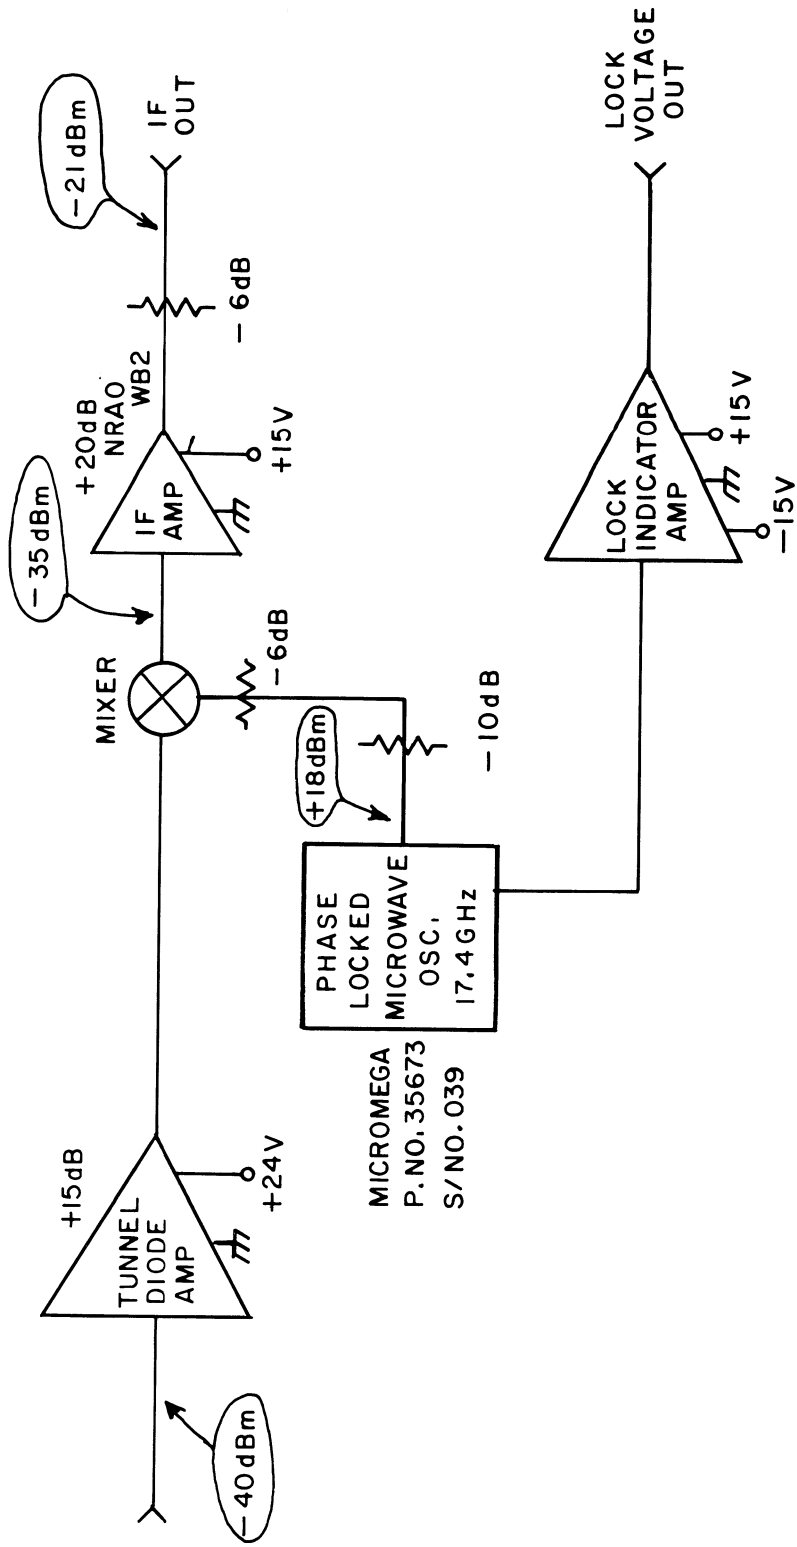 -40dBm
+15dB
TUNNEL
DIODE
AMP
+24V
MIXER
-6dB
-35dBm
+20dB
NRAO
WB2
IF
AMP
+15V
-6dB
-21dBm
IF
OUT
MICROMEGA
P.NO.35673
S/NO.039
PHASE
LOCKED
MICROWAVE
OSC.
17.4GHz
+18dBm
-10dB
LOCK
INDICATOR
AMP
-15V
+15V
LOCK
VOLTAGE
OUT